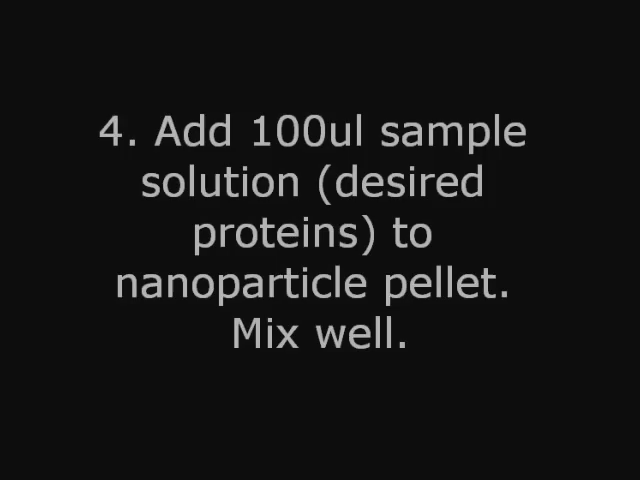 4. Add 100ul sample
solution (desired
proteins) to
nanoparticle pellet.
Mix well.